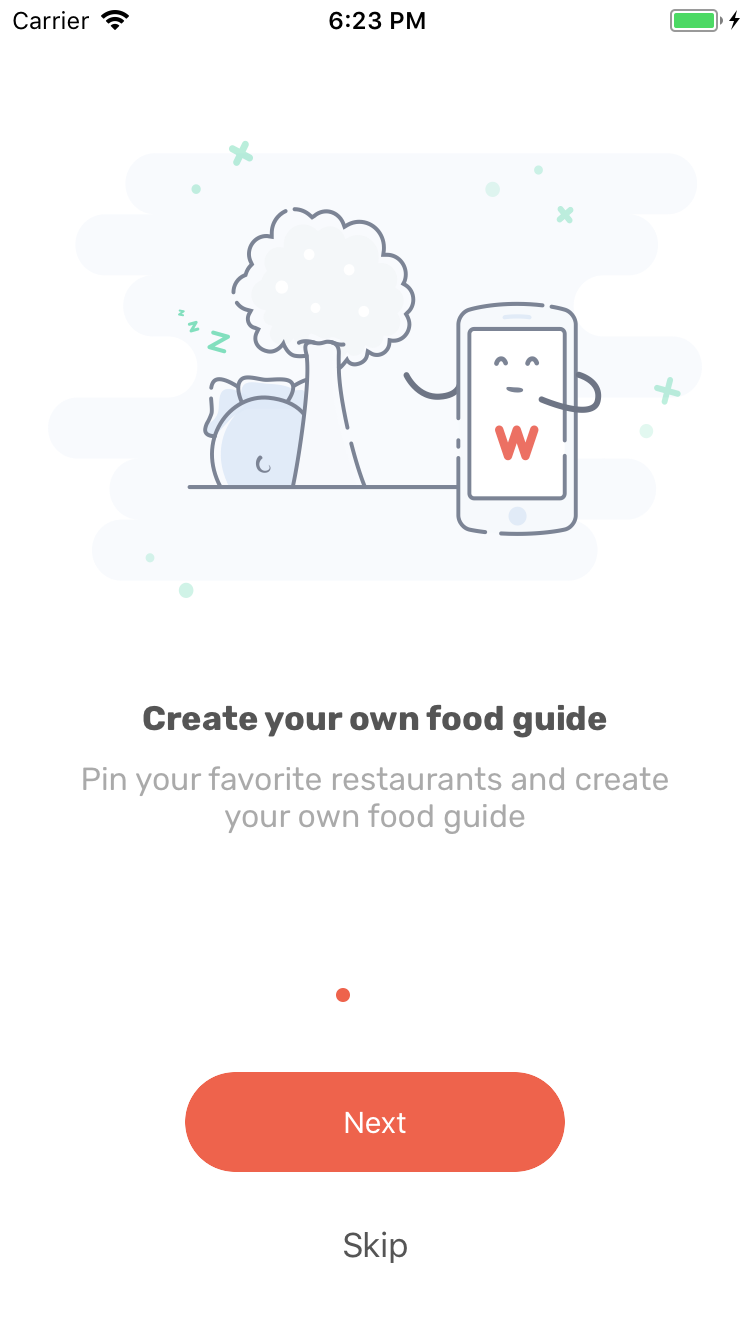 Carrier 6:23 PM
z z Z
W
Create your own food guide
Pin your favorite restaurants and create
your own food guide
Next
Skip